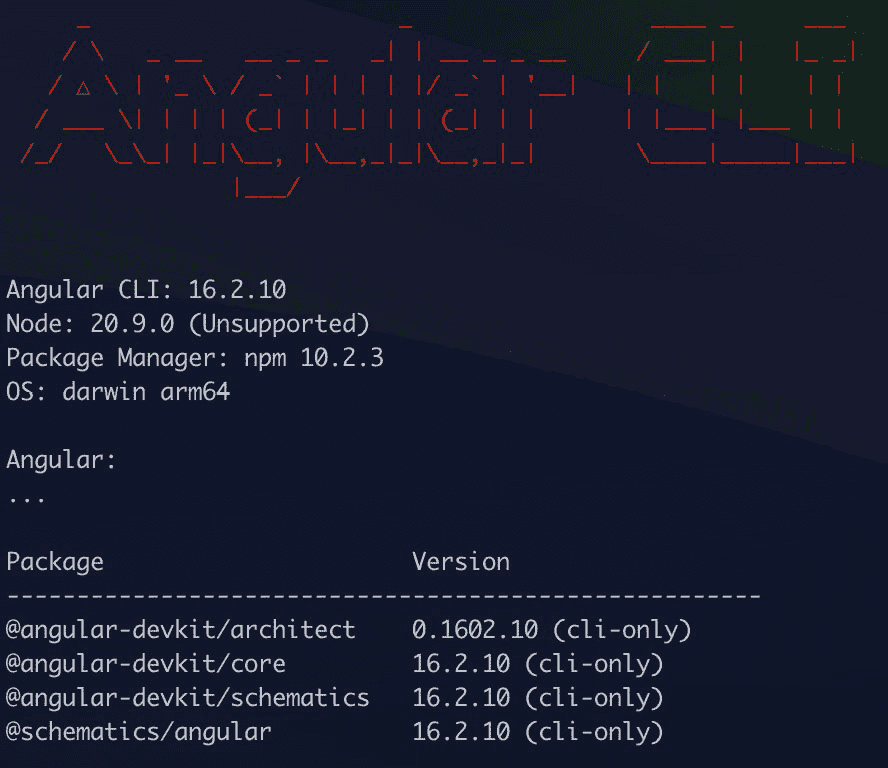 Angular CLI
Angular CLI: 16.2.10
Node: 20.9.0 (Unsupported)
Package Manager: npm 10.2.3
OS: darwin arm64
Angular:
...
Package Version
------------------------------------------------------
@angular-devkit/architect 0.1602.10 (cli-only)
@angular-devkit/core 16.2.10 (cli-only)
@angular-devkit/schematics 16.2.10 (cli-only)
@schematics/angular 16.2.10 (cli-only)